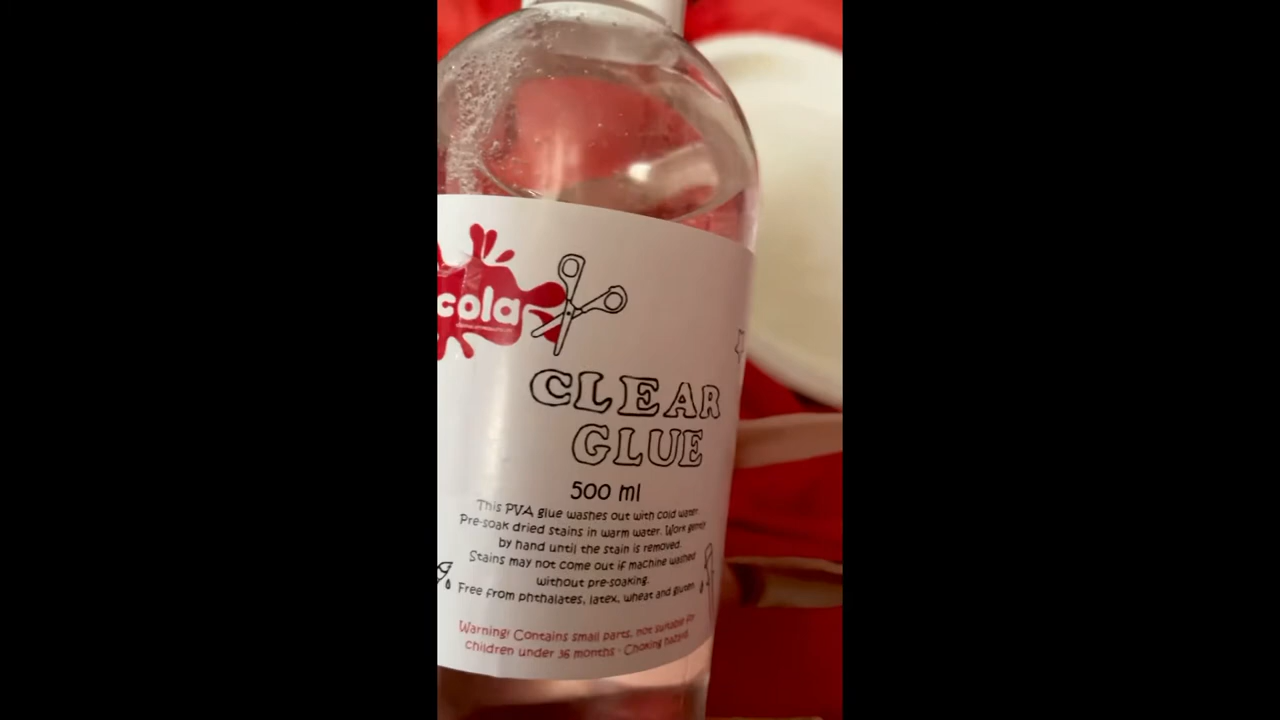 cola
CLEAR
GLUE
500 ml
This PVA glue washes out with cold water.
Pre-soak dried stains in warm water. Work gently
by hand until the stain is removed.
Stains may not come out if machine washed
without pre-soaking.
Free from phthalates, latex, wheat and gluten.
Warning! Contains small parts, not suitable for
children under 36 months - Choking hazard.